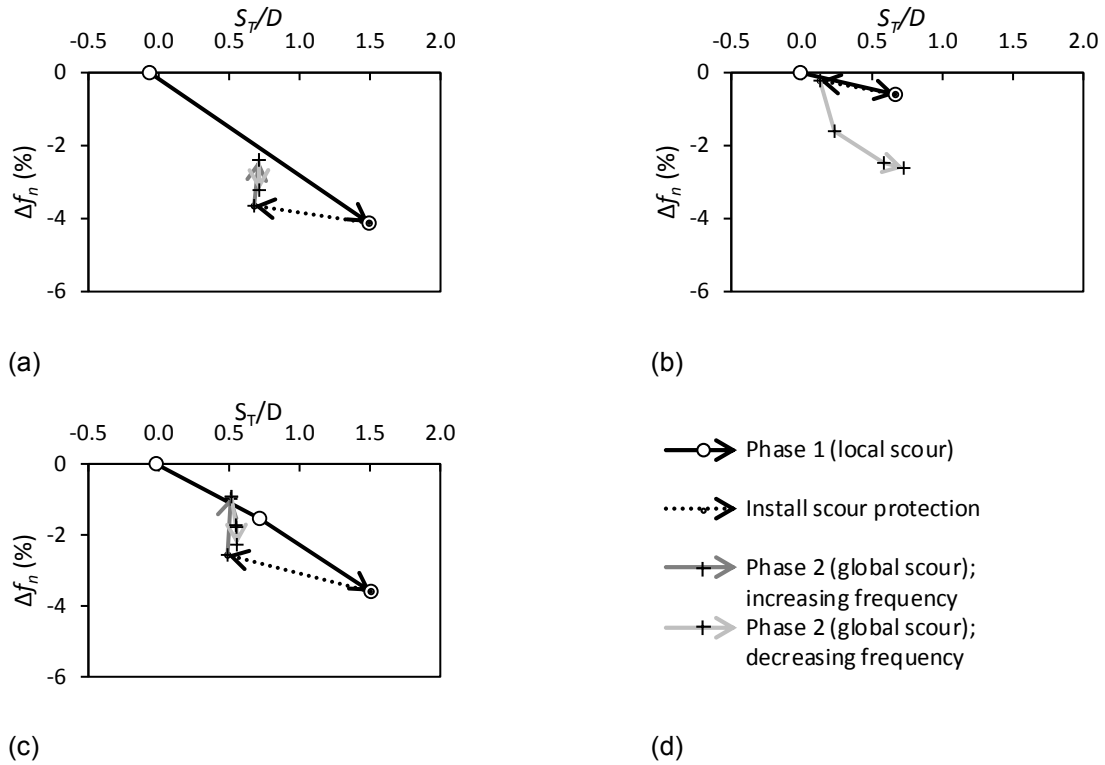 S_T/D
-0.5 0.0 0.5 1.0 1.5 2.0
0
-2
-4
-6
Δf_n (%)
(a)
S_T/D
-0.5 0.0 0.5 1.0 1.5 2.0
0
-2
-4
-6
Δf_n (%)
(b)
S_T/D
-0.5 0.0 0.5 1.0 1.5 2.0
0
-2
-4
-6
Δf_n (%)
(c)
Phase 1 (local scour)
Install scour protection
Phase 2 (global scour);
increasing frequency
Phase 2 (global scour);
decreasing frequency
(d)